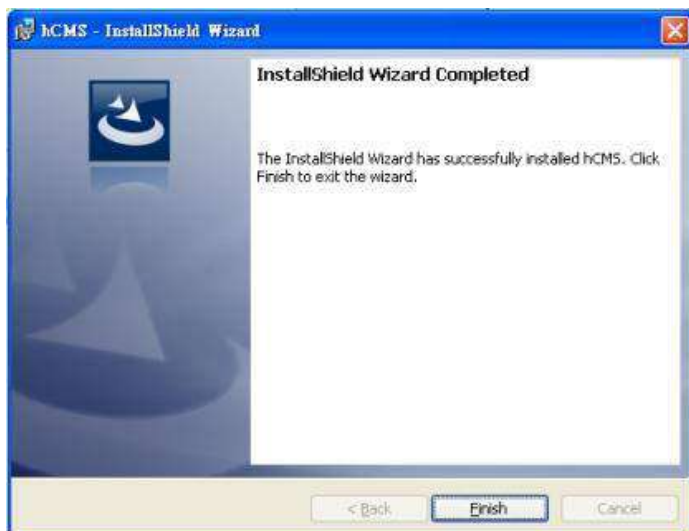 hCMS - InstallShield Wizard
InstallShield Wizard Completed
The InstallShield Wizard has successfully installed hCMS. Click
Finish to exit the wizard.
< Back
Finish
Cancel